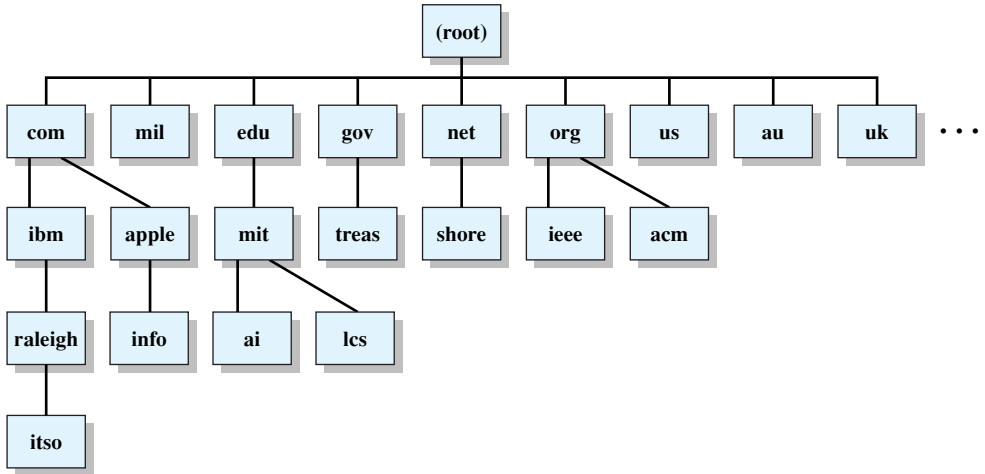 (root)
com mil edu gov net org us au uk ...
ibm apple mit treas shore ieee acm
raleigh info ai lcs
itso